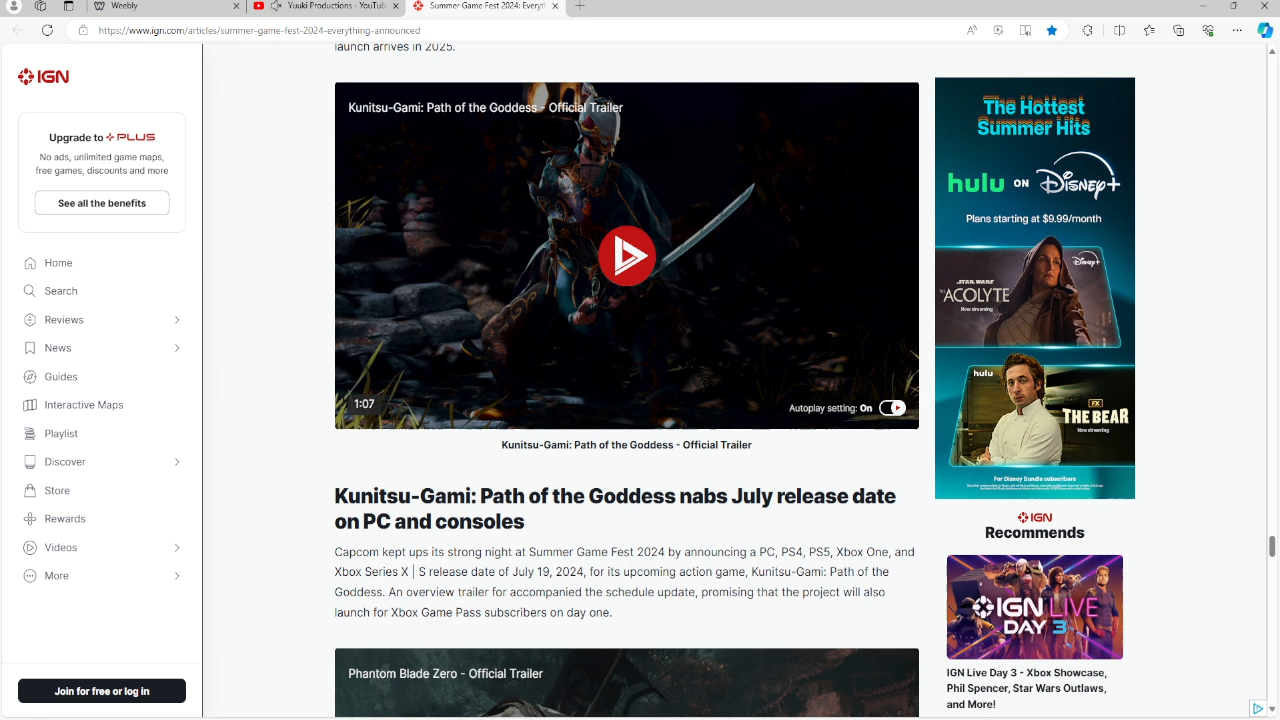 Weebly
Yuuki Productions - YouTub
Summer Game Fest 2024: Everyth
https://www.ign.com/articles/summer-game-fest-2024-everything-announced
launch arrives in 2025.
IGN
Upgrade to PLUS
No ads, unlimited game maps,
free games, discounts and more
See all the benefits
Home
Search
Reviews
News
Guides
Interactive Maps
Playlist
Discover
Store
Rewards
Videos
More
Join for free or log in
Kunitsu-Gami: Path of the Goddess - Official Trailer
1:07
Autoplay setting: On
Kunitsu-Gami: Path of the Goddess - Official Trailer
Kunitsu-Gami: Path of the Goddess nabs July release date
on PC and consoles
Capcom kept ups its strong night at Summer Game Fest 2024 by announcing a PC, PS4, PS5, Xbox One, and
Xbox Series X | S release date of July 19, 2024, for its upcoming action game, Kunitsu-Gami: Path of the
Goddess. An overview trailer for accompanied the schedule update, promising that the project will also
launch for Xbox Game Pass subscribers on day one.
Phantom Blade Zero - Official Trailer
The Hottest
Summer Hits
hulu ON Disney+
Plans starting at $9.99/month
Disney+
STAR WARS
THE ACOLYTE
Now streaming
hulu
FX
THE BEAR
Now streaming
For Disney Bundle subscribers
IGN
Recommends
IGN LIVE
DAY 3
IGN Live Day 3 - Xbox Showcase,
Phil Spencer, Star Wars Outlaws,
and More!